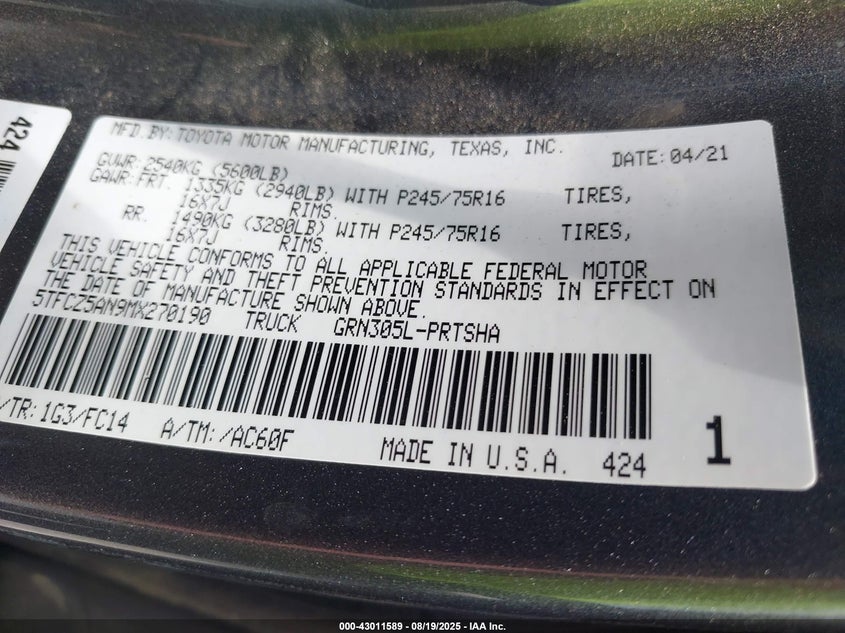 424
MFD.BY:TOYOTA MOTOR MANUFACTURING, TEXAS, INC. DATE:04/21
GVWR:2540KG (5600LB)
GAWR:FRT. 1335KG (2940LB) WITH P245/75R16 TIRES,
16X7J RIMS.
RR. 1490KG (3280LB) WITH P245/75R16 TIRES,
16X7J RIMS.
THIS VEHICLE CONFORMS TO ALL APPLICABLE FEDERAL MOTOR
VEHICLE SAFETY AND THEFT PREVENTION STANDARDS IN EFFECT ON
THE DATE OF MANUFACTURE SHOWN ABOVE.
5TFCZ5AN9MX270190 TRUCK GRN305L-PRTSHA
/TR:1G3/FC14 A/TM:/AC60F MADE IN U.S.A. 424 1
000-43011589 - 08/19/2025 - IAA Inc.